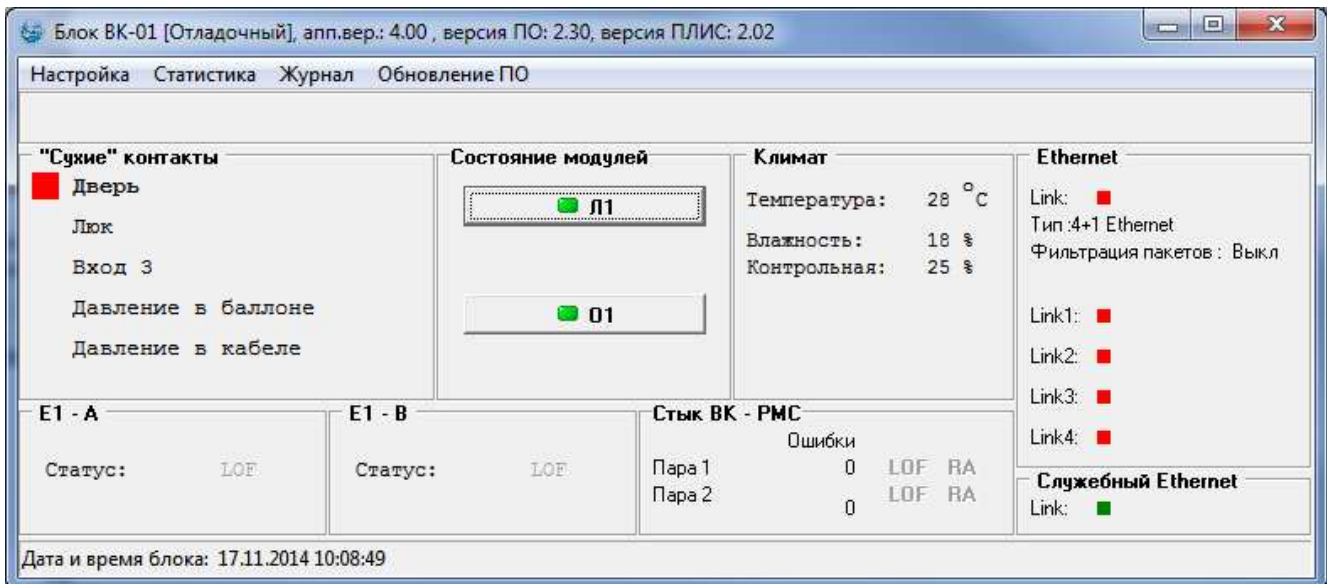 Блок ВК-01 [Отладочный], апп.вер.: 4.00 , версия ПО: 2.30, версия ПЛИС: 2.02
Настройка Статистика Журнал Обновление ПО
"Сухие" контакты
Дверь
Люк
Вход 3
Давление в баллоне
Давление в кабеле
Состояние модулей
Л1
О1
Климат
Температура: 28 °C
Влажность: 18 %
Контрольная: 25 %
Ethernet
Link:
Тип :4+1 Ethernet
Фильтрация пакетов : Выкл
Link1::
Link2:
Link3:
Link4:
E1 - A
Статус: LOF
E1 - B
Статус: LOF
Стык ВК - РМС
Ошибки
Пара 1 0 LOF RA
Пара 2 0 LOF RA
Служебный Ethernet
Link:
Дата и время блока: 17.11.2014 10:08:49